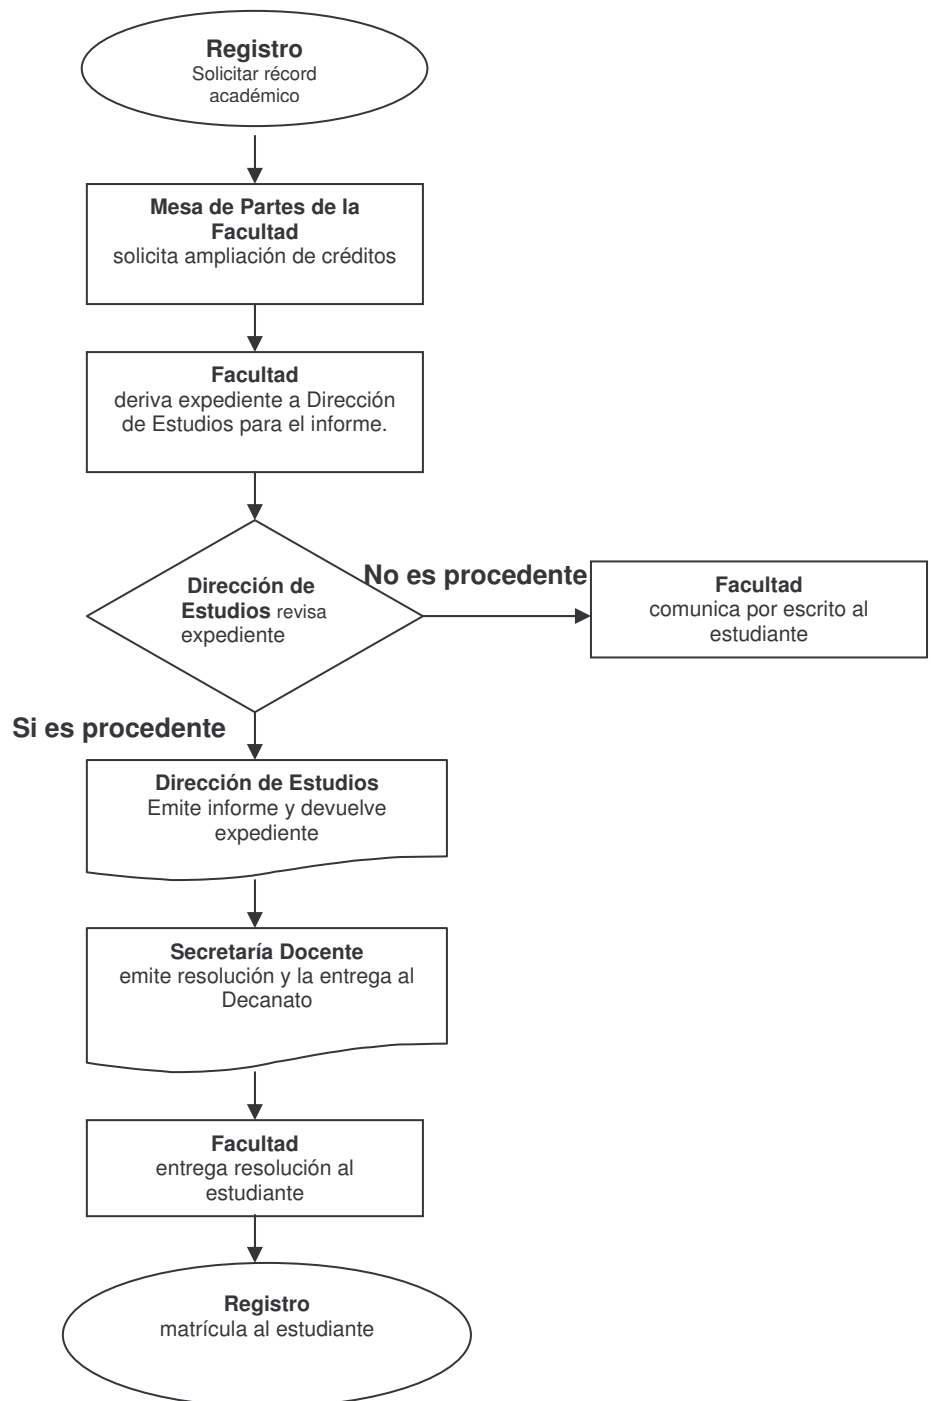 Registro
Solicitar récord
académico
Mesa de Partes de la
Facultad
solicita ampliación de créditos
Facultad
deriva expediente a Dirección
de Estudios para el informe.
Dirección de
Estudios revisa
expediente
No es procedente
Facultad
comunica por escrito al
estudiante
Si es procedente
Dirección de Estudios
Emite informe y devuelve
expediente
Secretaría Docente
emite resolución y la entrega al
Decanato
Facultad
entrega resolución al
estudiante
Registro
matrícula al estudiante